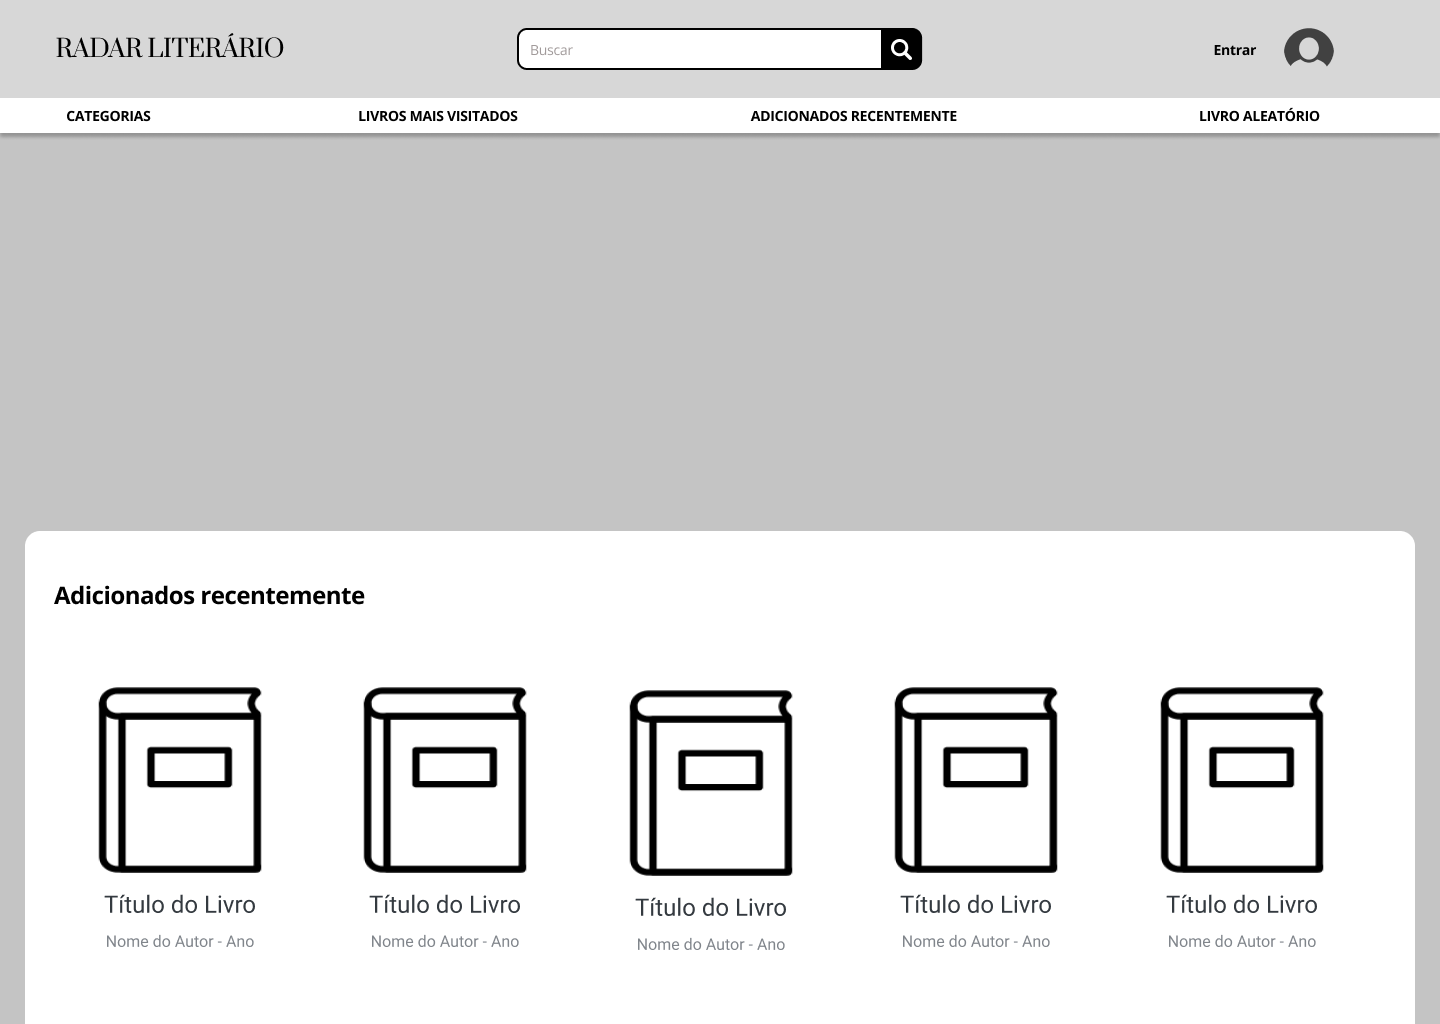 RADAR LITERÁRIO
Buscar
Entrar
CATEGORIAS
LIVROS MAIS VISITADOS
ADICIONADOS RECENTEMENTE
LIVRO ALEATÓRIO
Adicionados recentemente
Título do Livro
Nome do Autor - Ano
Título do Livro
Nome do Autor - Ano
Título do Livro
Nome do Autor - Ano
Título do Livro
Nome do Autor - Ano
Título do Livro
Nome do Autor - Ano